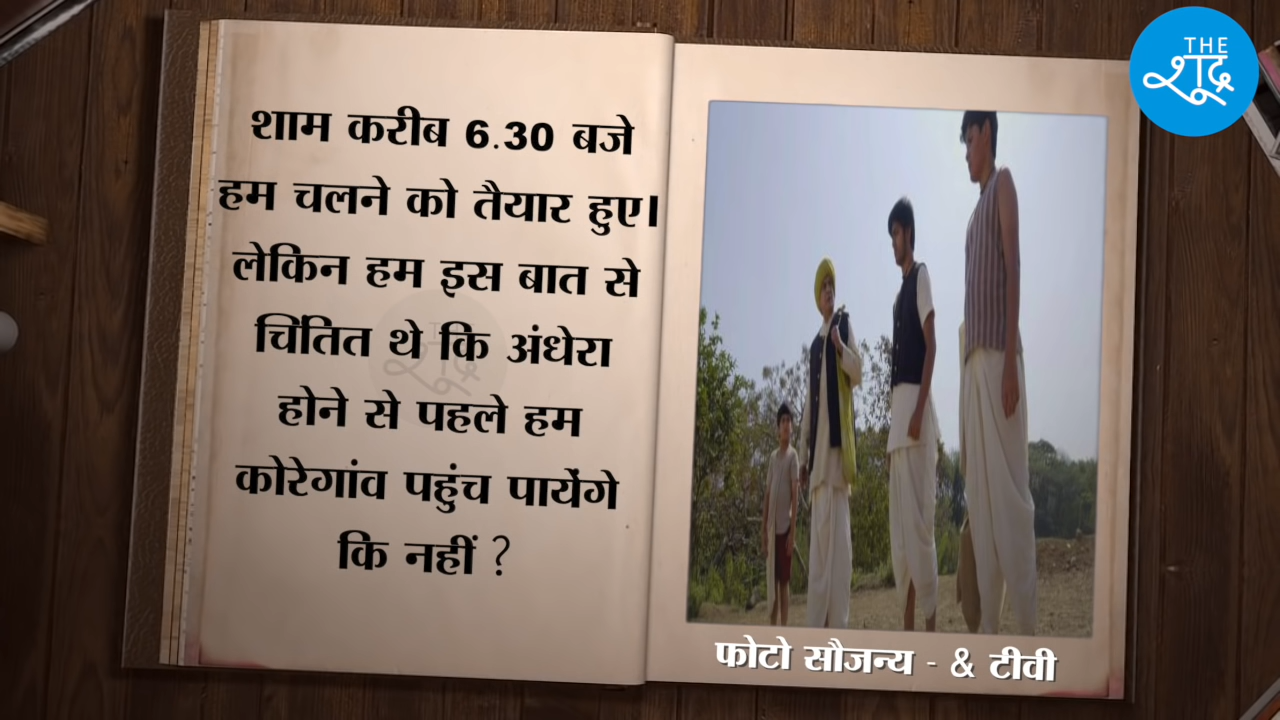 शाम करीब 6.30 बजे
हम चलने को तैयार हुए।
लेकिन हम इस बात से
चिंतित थे कि अंधेरा
होने से पहले हम
कोरेगांव पहुंच पायेंगे
कि नहीं ?
फोटो सौजन्य - & टीवी
THE
शूद्र